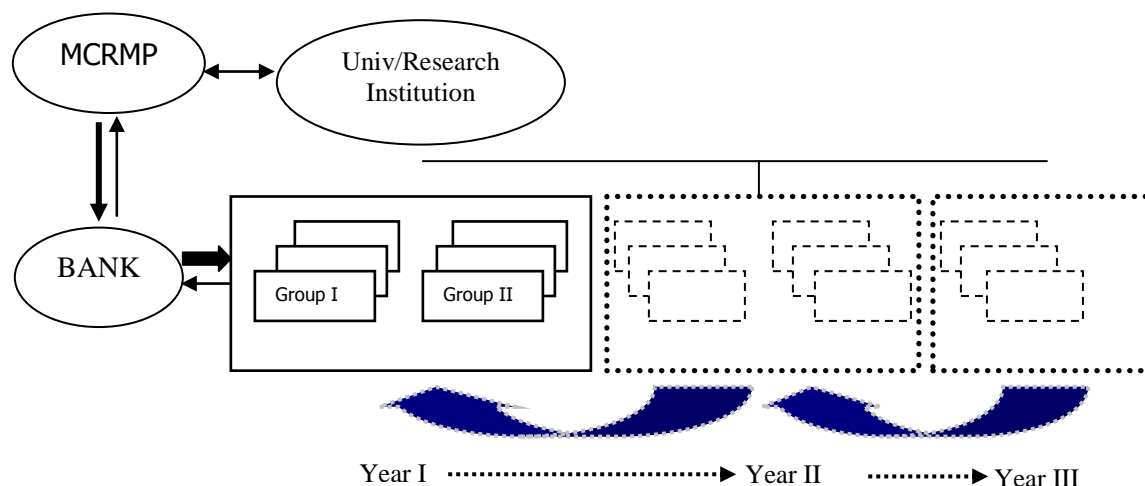 MCRMP
Univ/Research
Institution
BANK
Group I
Group II
Year I
Year II
Year III